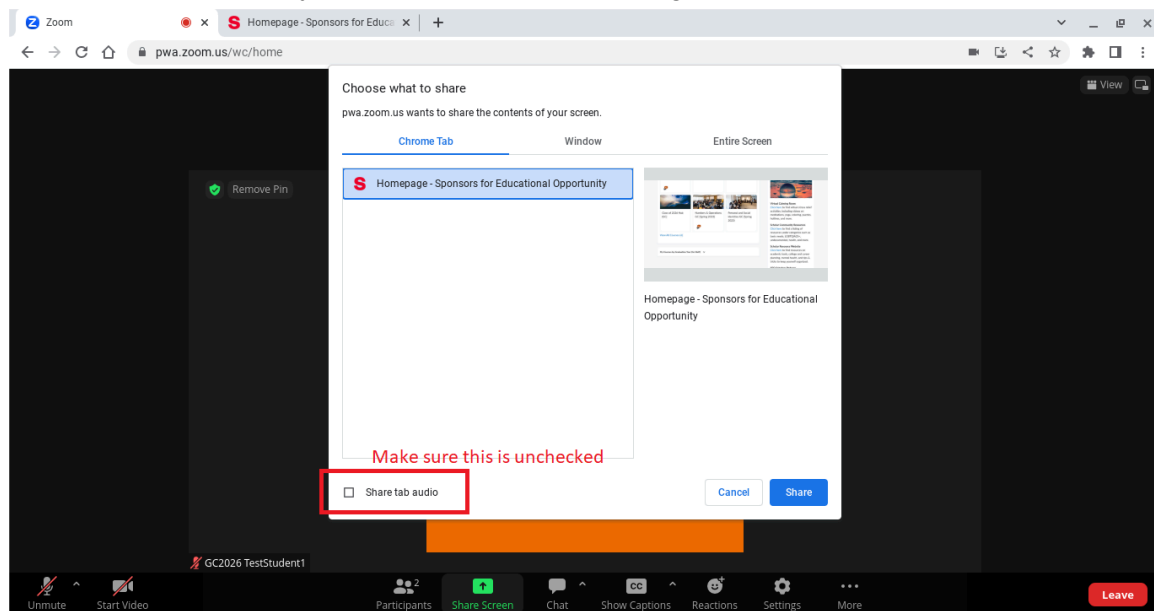 Zoom
Homepage - Sponsors for Educa
pwa.zoom.us/wc/home
View
Choose what to share
pwa.zoom.us wants to share the contents of your screen.
Chrome Tab Window Entire Screen
Remove Pin
S Homepage - Sponsors for Educational Opportunity
Homepage - Sponsors for Educational
Opportunity
Make sure this is unchecked
Share tab audio
Cancel Share
GC2026 TestStudent1
2
CC
Unmute Start Video Participants Share Screen Chat Show Captions Reactions Settings More
Leave